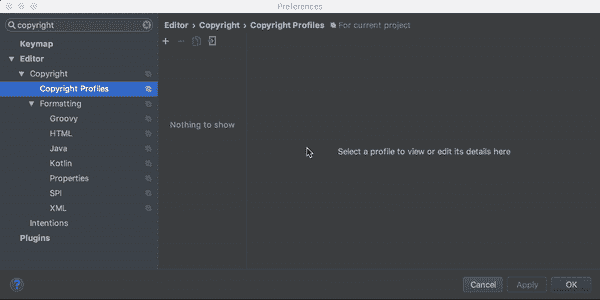 Preferences
copyright
Editor › Copyright › Copyright Profiles For current project
Keymap
Editor
Copyright
Copyright Profiles
Formatting
Groovy
HTML
Java
Kotlin
Properties
SPI
XML
Intentions
Plugins
Nothing to show
Select a profile to view or edit its details here
?
Cancel
Apply
OK